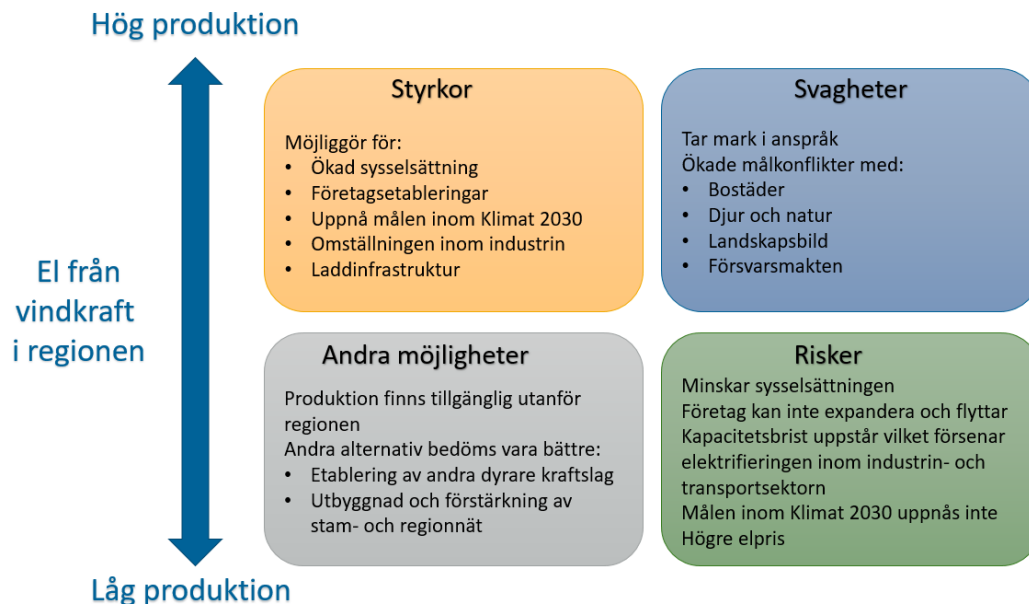 Hög produktion
El från
vindkraft
i regionen
Låg produktion
Styrkor
Möjliggör för:
• Ökad sysselsättning
• Företagsetableringar
• Uppnå målen inom Klimat 2030
• Omställningen inom industrin
• Laddinfrastruktur
Svagheter
Tar mark i anspråk
Ökade målkonflikter med:
• Bostäder
• Djur och natur
• Landskapsbild
• Försvarsmakten
Andra möjligheter
Produktion finns tillgänglig utanför
regionen
Andra alternativ bedöms vara bättre:
• Etablering av andra dyrare kraftslag
• Utbyggnad och förstärkning av
stam- och regionnät
Risker
Minskar sysselsättningen
Företag kan inte expandera och flyttar
Kapacitetsbrist uppstår vilket försenar
elektrifieringen inom industrin- och
transportsektorn
Målen inom Klimat 2030 uppnås inte
Högre elpris